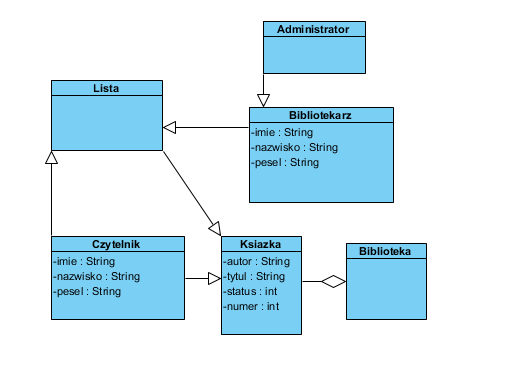 Administrator
Lista
Bibliotekarz
-imie : String
-nazwisko : String
-pesel : String
Czytelnik
-imie : String
-nazwisko : String
-pesel : String
Ksiazka
-autor : String
-tytul : String
-status : int
-numer : int
Biblioteka